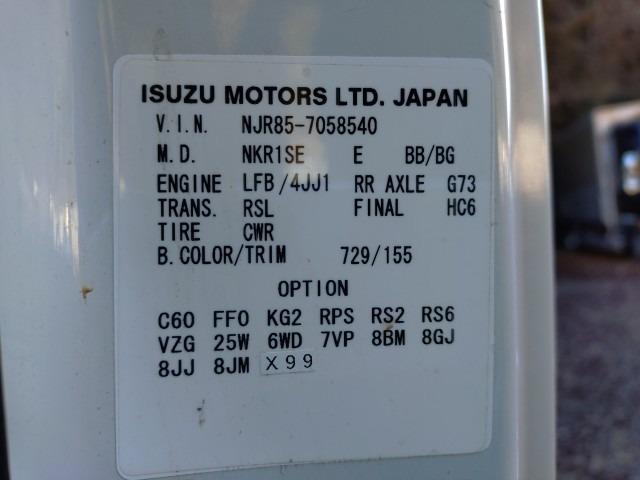 ISUZU MOTORS LTD. JAPAN
V.I.N. NJR85-7058540
M.D. NKR1SE E BB/BG
ENGINE LFB/4JJ1 RR AXLE G73
TRANS. RSL FINAL HC6
TIRE CWR
B.COLOR/TRIM 729/155
OPTION
C60 FF0 KG2 RPS RS2 RS6
VZG 25W 6WD 7VP 8BM 8GJ
8JJ 8JM X99